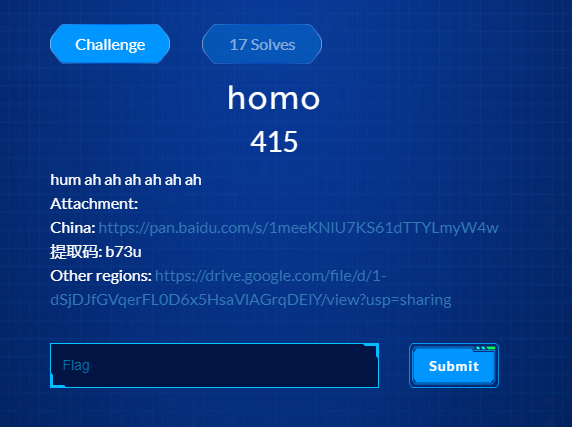 Challenge
17 Solves
homo
415
hum ah ah ah ah ah ah
Attachment:
China: https://pan.baidu.com/s/1meeKNIU7KS61dTTYLmyW4w
提取码: b73u
Other regions: https://drive.google.com/file/d/1-
dSjDJfGVqerFL0D6x5HsaVlAGrqDEIY/view?usp=sharing
Flag
Submit